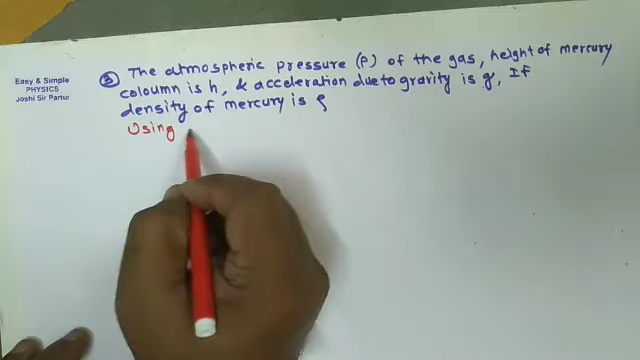 Easy & Simple
PHYSICS
Joshi Sir Partur
③ The atmospheric pressure (P) of the gas, height of mercury
coloumn is h, & acceleration due to gravity is g, If
density of mercury is ρ
Using